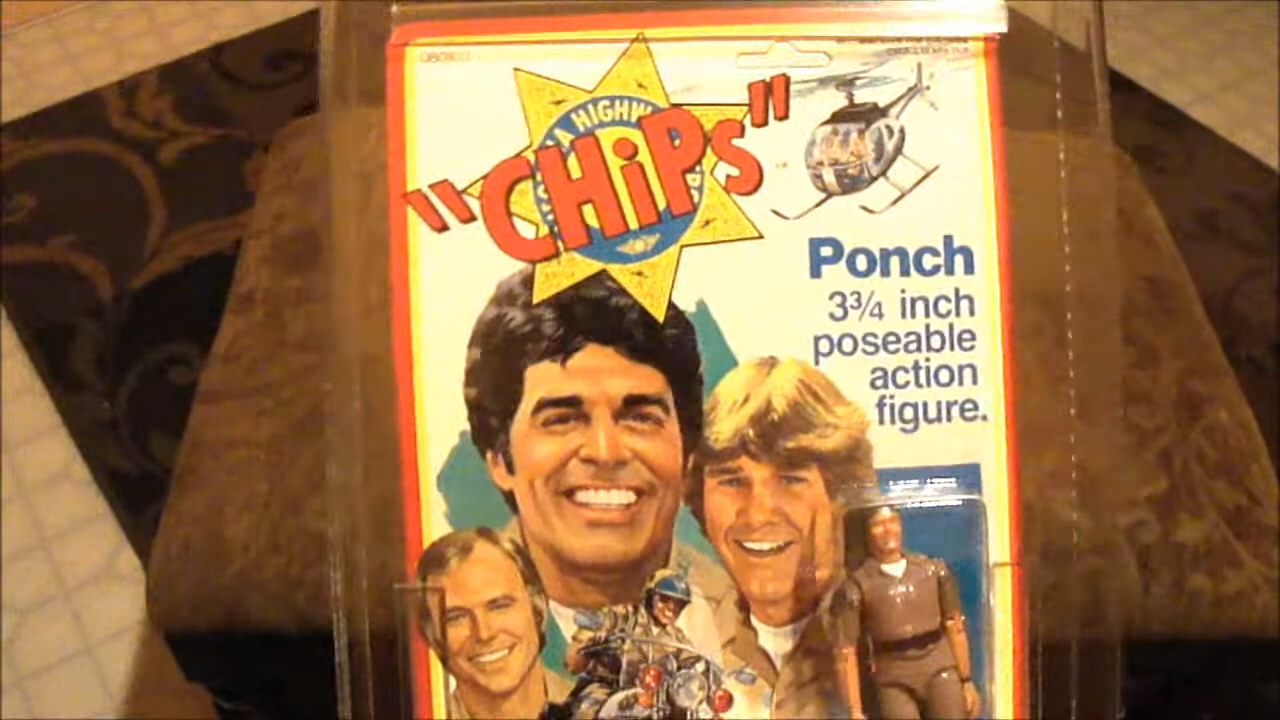 "CHiPs"
Ponch
3¾ inch
poseable
action
figure.